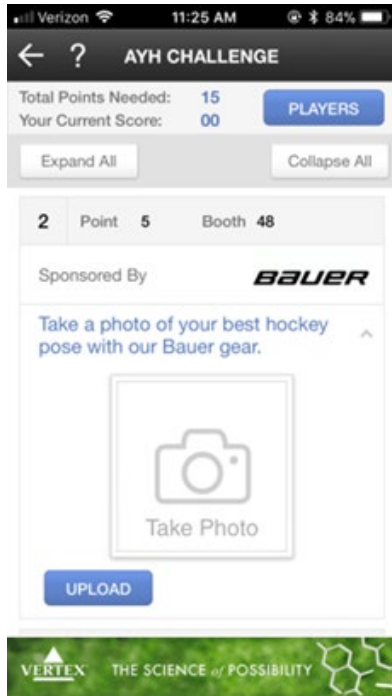 Verizon 11:25 AM 84%
? AYH CHALLENGE
Total Points Needed: 15
Your Current Score: 00
PLAYERS
Expand All Collapse All
2 Point 5 Booth 48
Sponsored By BAUER
Take a photo of your best hockey
pose with our Bauer gear.
Take Photo
UPLOAD
VERTEX THE SCIENCE of POSSIBILITY